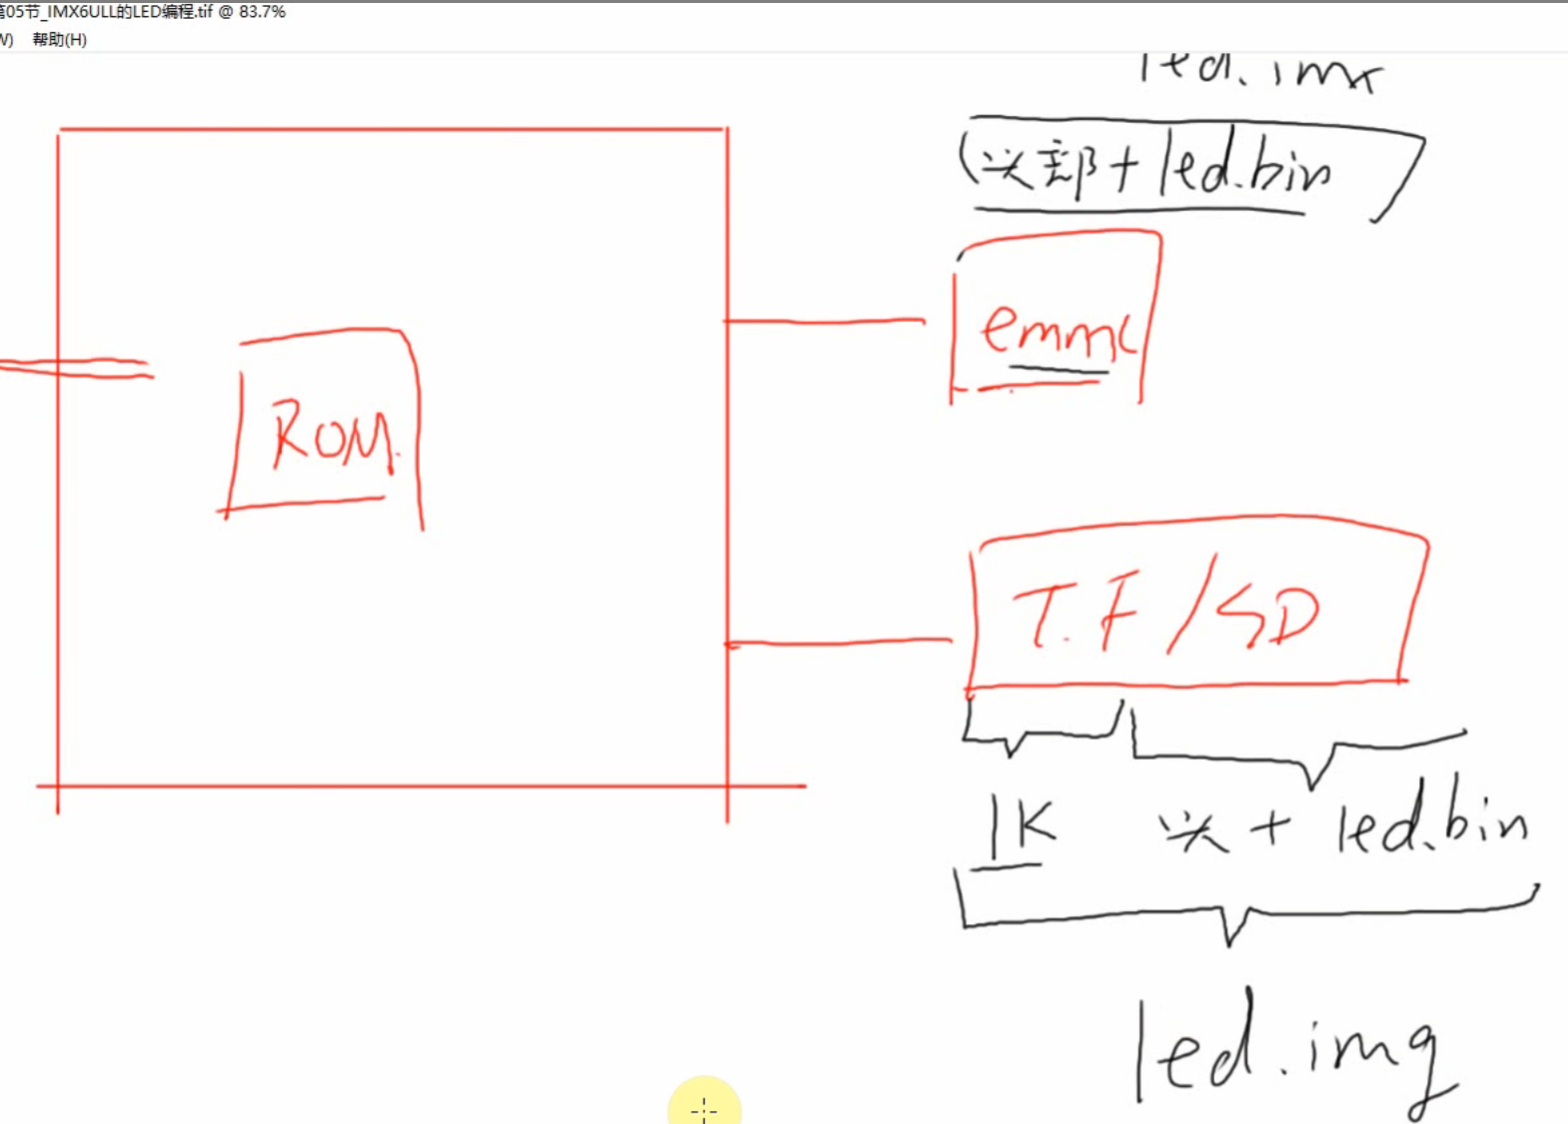 第05节_IMX6ULL的LED编程.tif @ 83.7%
W) 帮助(H)
led.imx
(头部+led.bin
emmc
ROM
T.F/SD
1K 头+led.bin
led.img